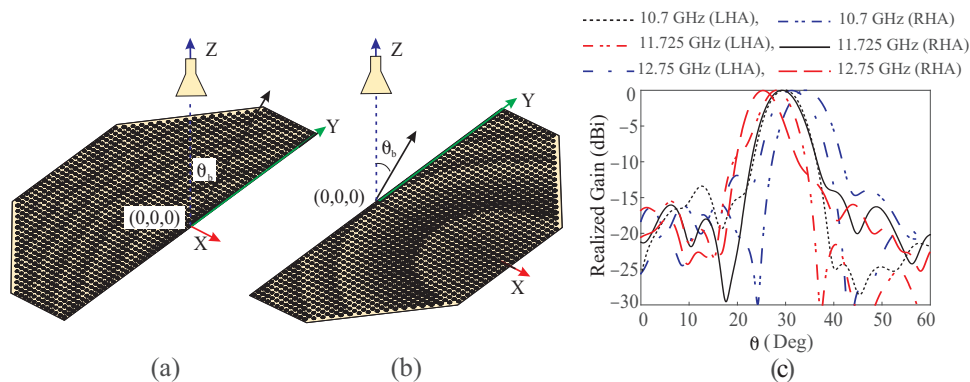 Z
Y
θb
(0,0,0)
X
(a)
Z
Y
θb
(0,0,0)
X
(b)
(c)
10.7 GHz (LHA),
10.7 GHz (RHA)
11.725 GHz (LHA),
11.725 GHz (RHA)
12.75 GHz (LHA),
12.75 GHz (RHA)
Realized Gain (dBi)
0
−5
−10
−15
−20
−25
−30
0 10 20 30 40 50 60
θ (Deg)
(c)